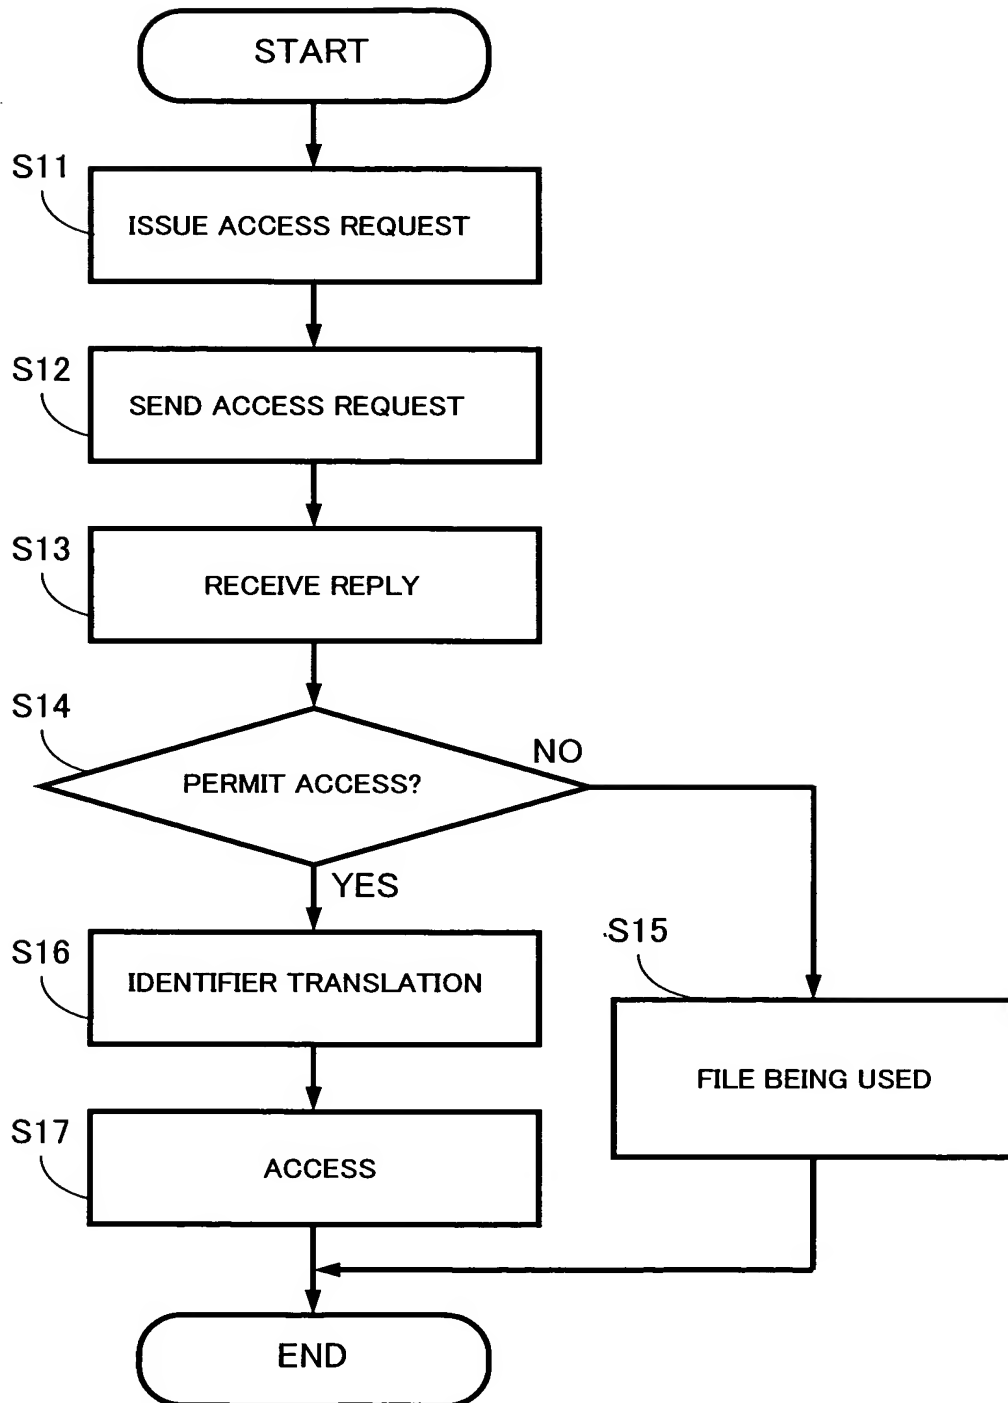 START
S11
ISSUE ACCESS REQUEST
S12
SEND ACCESS REQUEST
S13
RECEIVE REPLY
S14
PERMIT ACCESS?
NO
YES
S16
IDENTIFIER TRANSLATION
S15
FILE BEING USED
S17
ACCESS
END